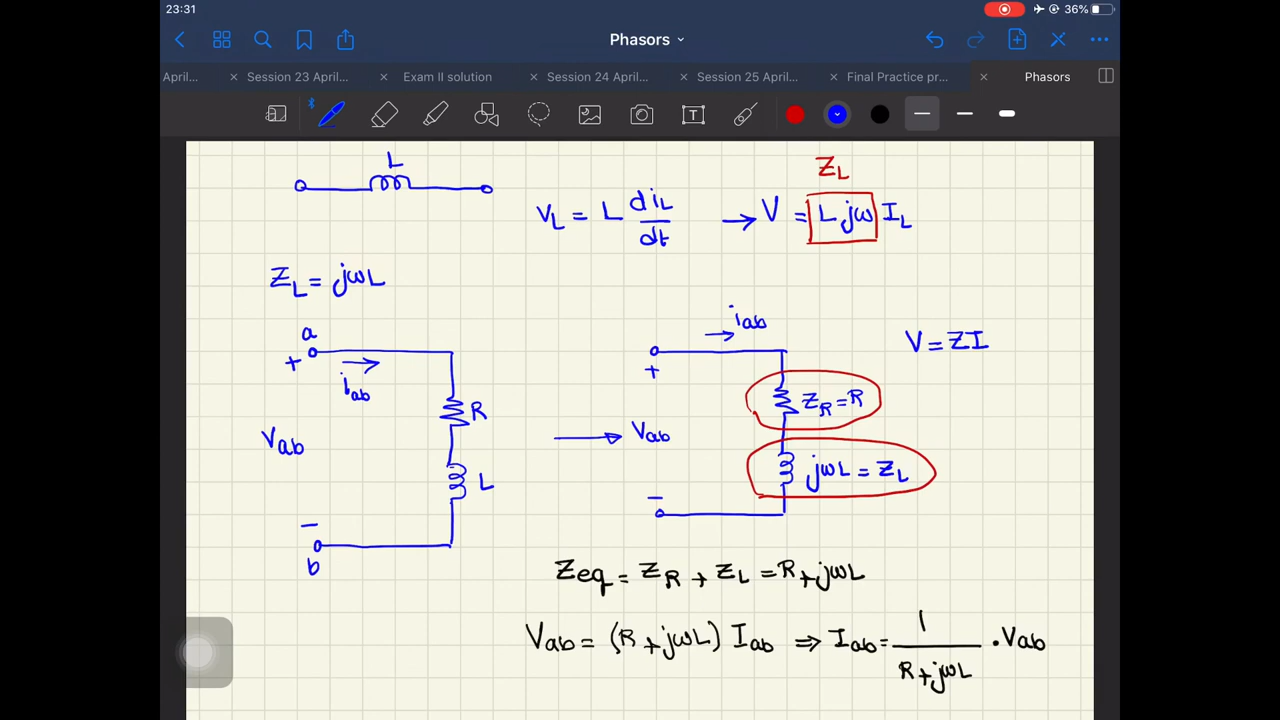 23:31
36%
Phasors
April...
Session 23 April...
Exam II solution
Session 24 April...
Session 25 April...
Final Practice pr...
Phasors
T
L
Z_L
V_L = L di_L/dt → V = L jω I_L
Z_L = jωL
a
+
i_ab
R
V_ab
L
−
b
→
i_ab
V = ZI
+
Z_R = R
V_ab
jωL = Z_L
−
Zeq = Z_R + Z_L = R + jωL
V_ab = (R + jωL) I_ab ⇒ I_ab = 1/(R + jωL) · V_ab